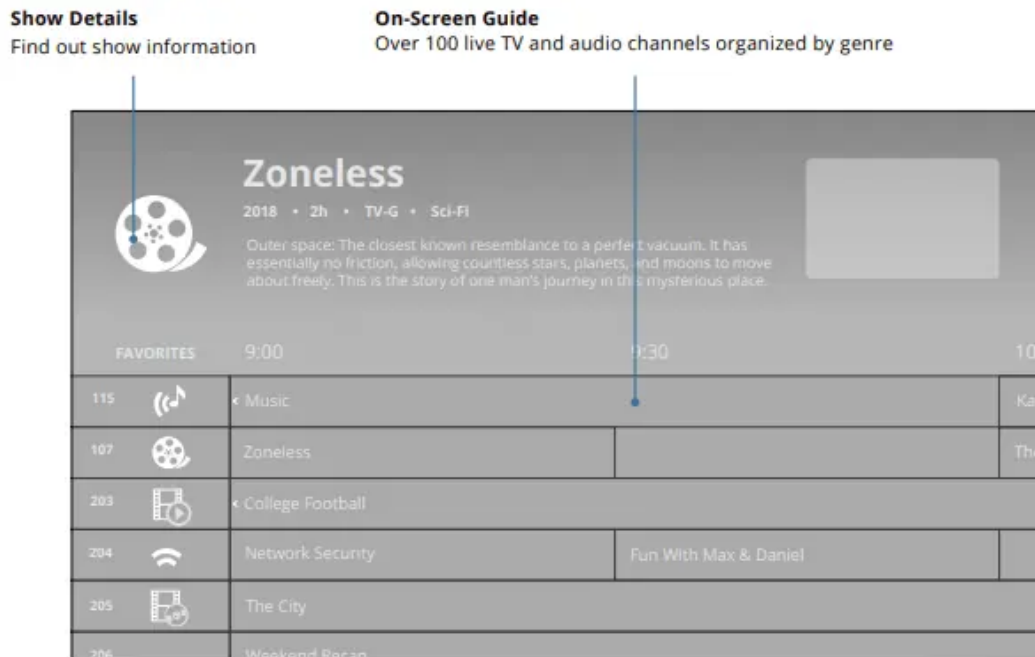 Show Details
Find out show information
On-Screen Guide
Over 100 live TV and audio channels organized by genre
Zoneless
2018 • 2h • TV-G • Sci-Fi
Outer space: The closest known resemblance to a perfect vacuum. It has
essentially no friction, allowing countless stars, planets, and moons to move
about freely. This is the story of one man's journey in this mysterious place.
FAVORITES 9:00 9:30 10
115 ‹ Music Ka
107 Zoneless Th
203 ‹ College Football
204 Network Security Fun With Max & Daniel
205 The City
206 Weekend Recap